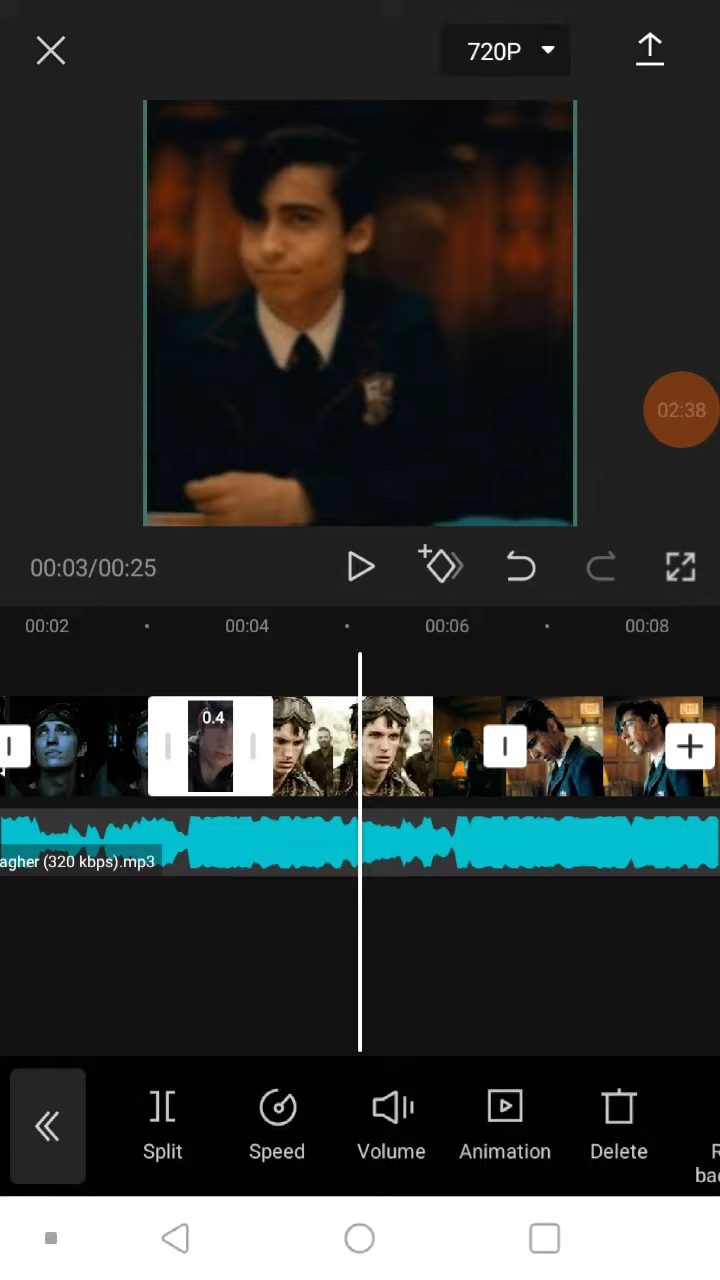 720P
02:38
00:03/00:25
00:02
00:04
00:06
00:08
0.4
agher (320 kbps).mp3
Split
Speed
Volume
Animation
Delete
R
bac